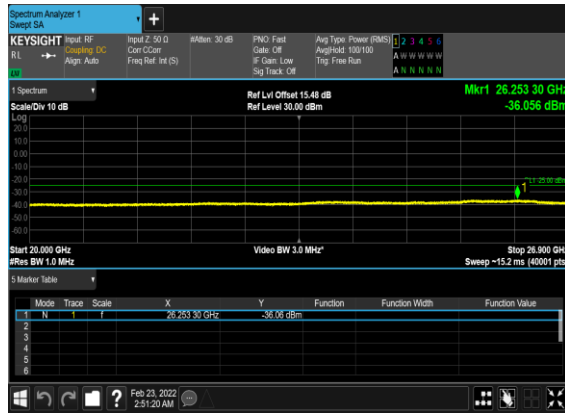 Spectrum Analyzer 1
Swept SA
+
KEYSIGHT Input: RF Input Z: 50 Ω #Atten: 30 dB PNO: Fast Avg Type: Power (RMS) 1 2 3 4 5 6
RL Coupling: DC Corr CCorr Gate: Off Avg|Hold: 100/100 A W W W W W
Align: Auto Freq Ref: Int (S) IF Gain: Low Trig: Free Run
Sig Track: Off A N N N N N
1 Spectrum Ref Lvl Offset 15.48 dB Mkr1 26.253 30 GHz
Scale/Div 10 dB Ref Level 30.00 dBm -36.056 dBm
Log
20.0
10.0
0.00
-10.0
-20.0
-30.0
-40.0
-50.0
-60.0
1
Start 20.000 GHz Video BW 3.0 MHz* Stop 26.900 GHz
#Res BW 1.0 MHz Sweep ~15.2 ms (40001 pts)
5 Marker Table
Mode Trace Scale X Y Function Function Width Function Value
1 N 1 f 26.253 30 GHz -36.06 dBm
2
3
4
5
6
? Feb 23, 2022
2:51:20 AM